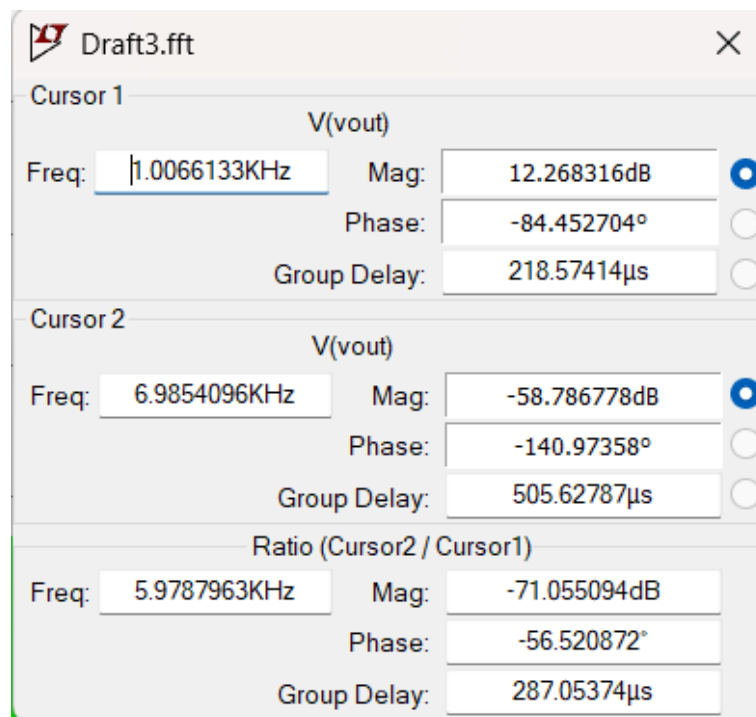 Draft3.fft
Cursor 1
V(vout)
Freq: 1.0066133KHz Mag: 12.268316dB
Phase: -84.452704º
Group Delay: 218.57414µs
Cursor 2
V(vout)
Freq: 6.9854096KHz Mag: -58.786778dB
Phase: -140.97358º
Group Delay: 505.62787µs
Ratio (Cursor2 / Cursor1)
Freq: 5.9787963KHz Mag: -71.055094dB
Phase: -56.520872°
Group Delay: 287.05374µs